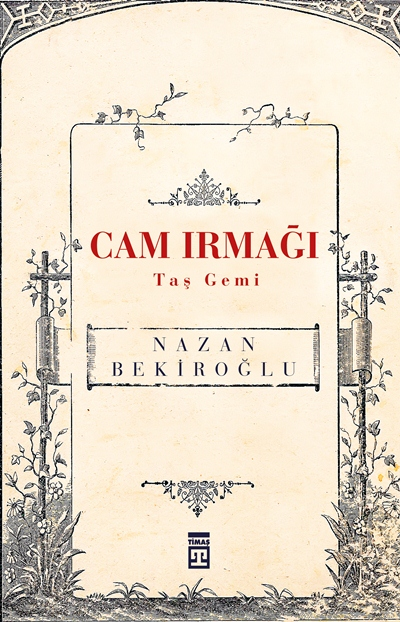 CAM IRMAĞI
Taş Gemi
NAZAN
BEKİROĞLU
TİMAŞ